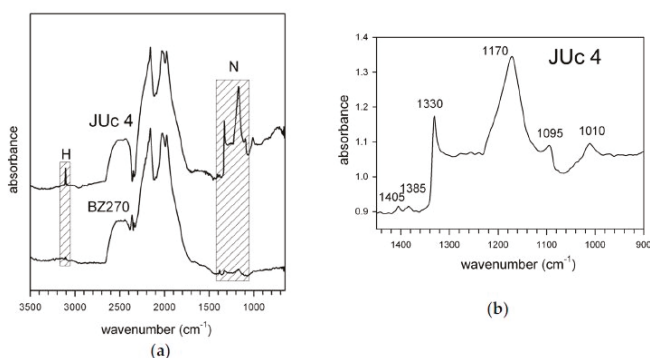 (a)
H
N
JUc 4
BZ270
absorbance
3500 3000 2500 2000 1500 1000
wavenumber (cm-1)
(a)
JUc 4
1.4
1.3
1.2
1.1
1.0
0.9
1170
1330
1095
1010
1405
1385
absorbance
1400 1300 1200 1100 1000 900
wavenumber (cm-1)
b)
(b)